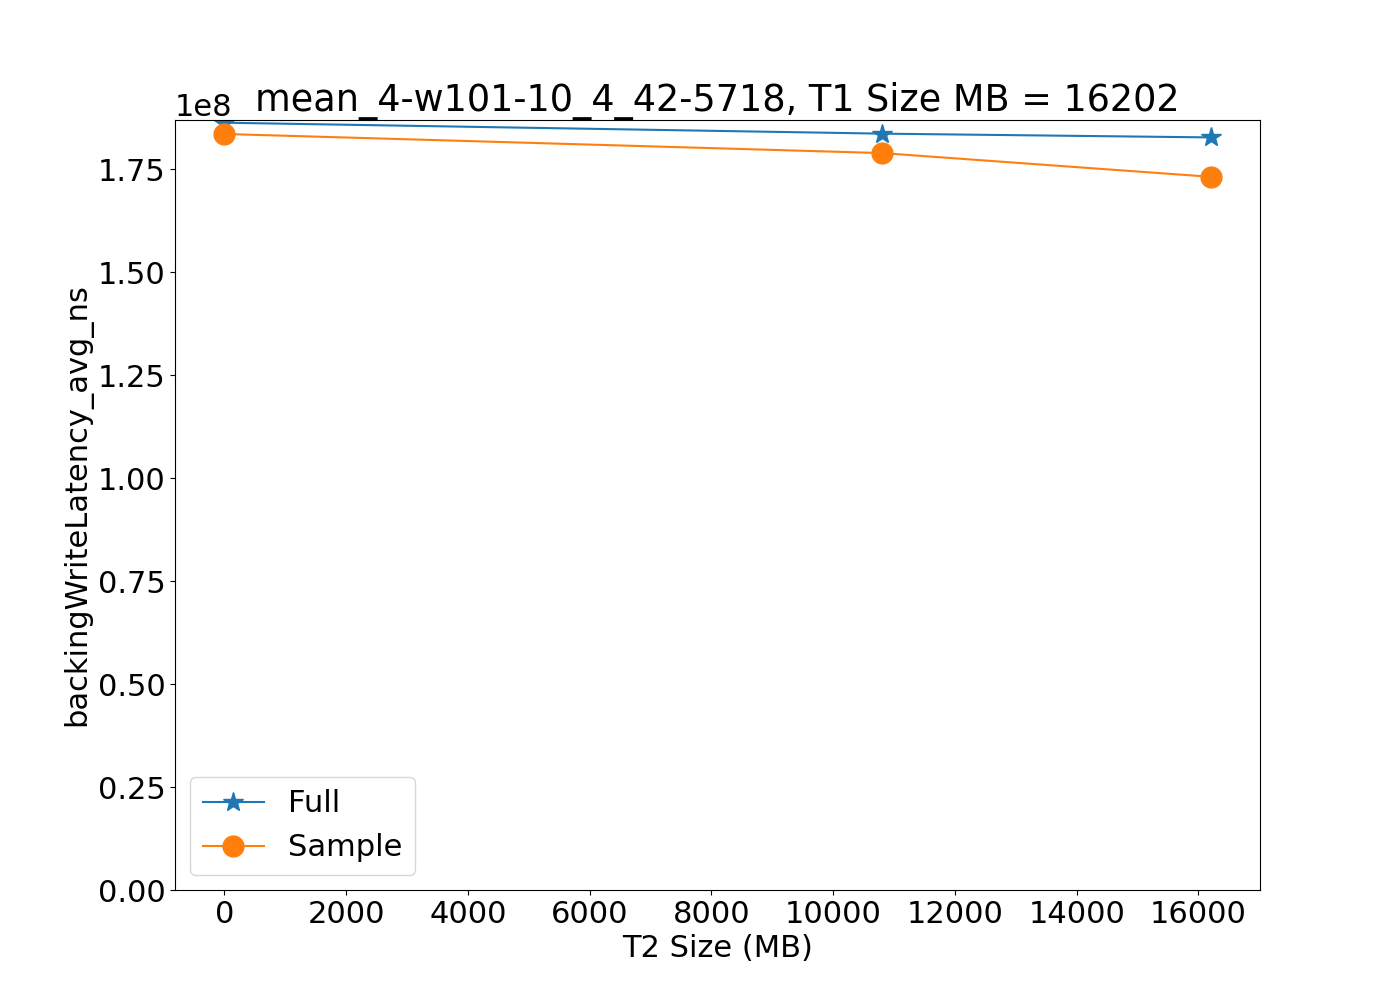 1e8
mean_4-w101-10_4_42-5718, T1 Size MB = 16202
backingWriteLatency_avg_ns
1.75
1.50
1.25
1.00
0.75
0.50
0.25
0.00
Full
Sample
0 2000 4000 6000 8000 10000 12000 14000 16000
T2 Size (MB)